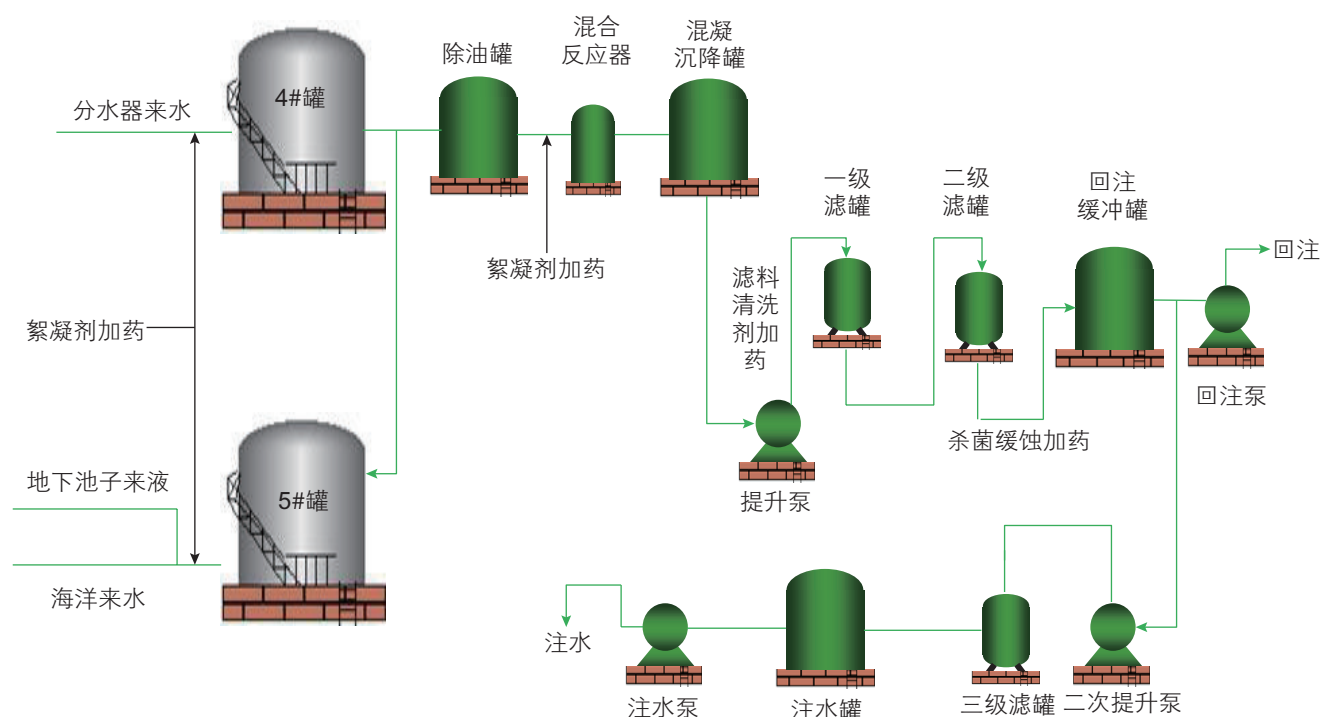 混合
反应器
混凝
沉降罐
除油罐
4#罐
分水器来水
一级
滤罐
二级
滤罐
回注
缓冲罐
回注
絮凝剂加药
滤料
清洗
剂加
药
絮凝剂加药
回注泵
杀菌缓蚀加药
地下池子来液
5#罐
提升泵
海洋来水
注水
注水泵
注水罐
三级滤罐
二次提升泵